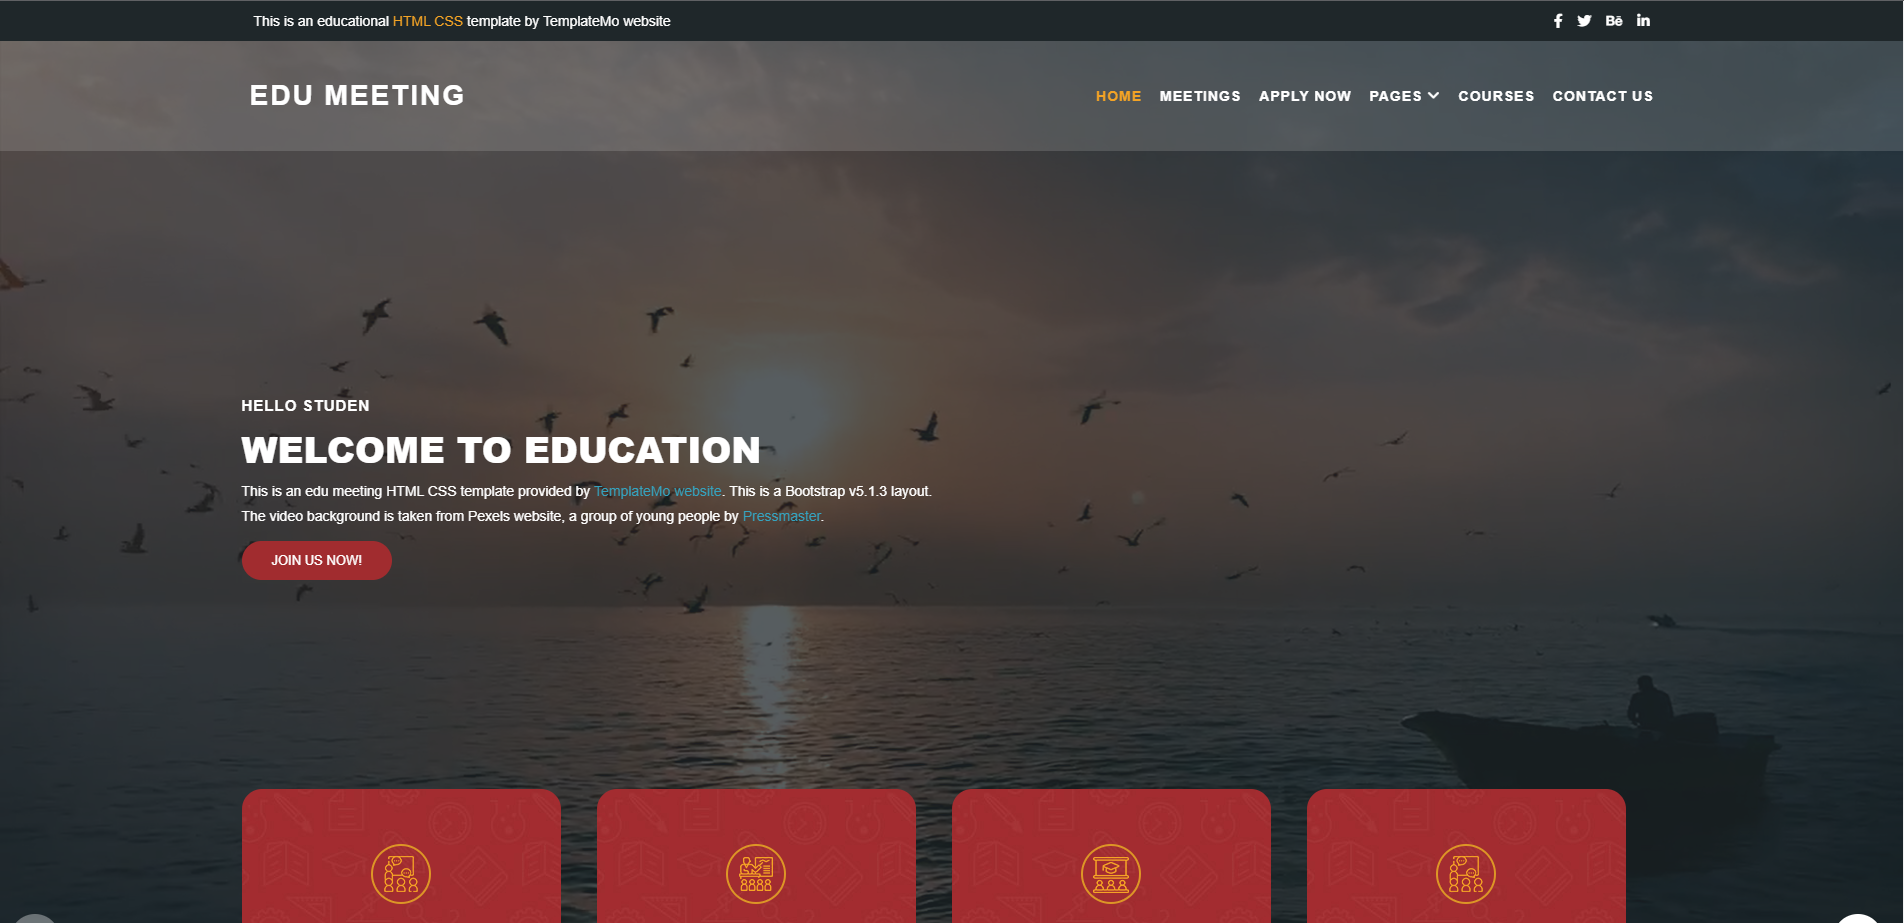 This is an educational HTML CSS template by TemplateMo website
EDU MEETING
HOME MEETINGS APPLY NOW PAGES COURSES CONTACT US
HELLO STUDEN
WELCOME TO EDUCATION
This is an edu meeting HTML CSS template provided by TemplateMo website. This is a Bootstrap v5.1.3 layout.
The video background is taken from Pexels website, a group of young people by Pressmaster.
JOIN US NOW!